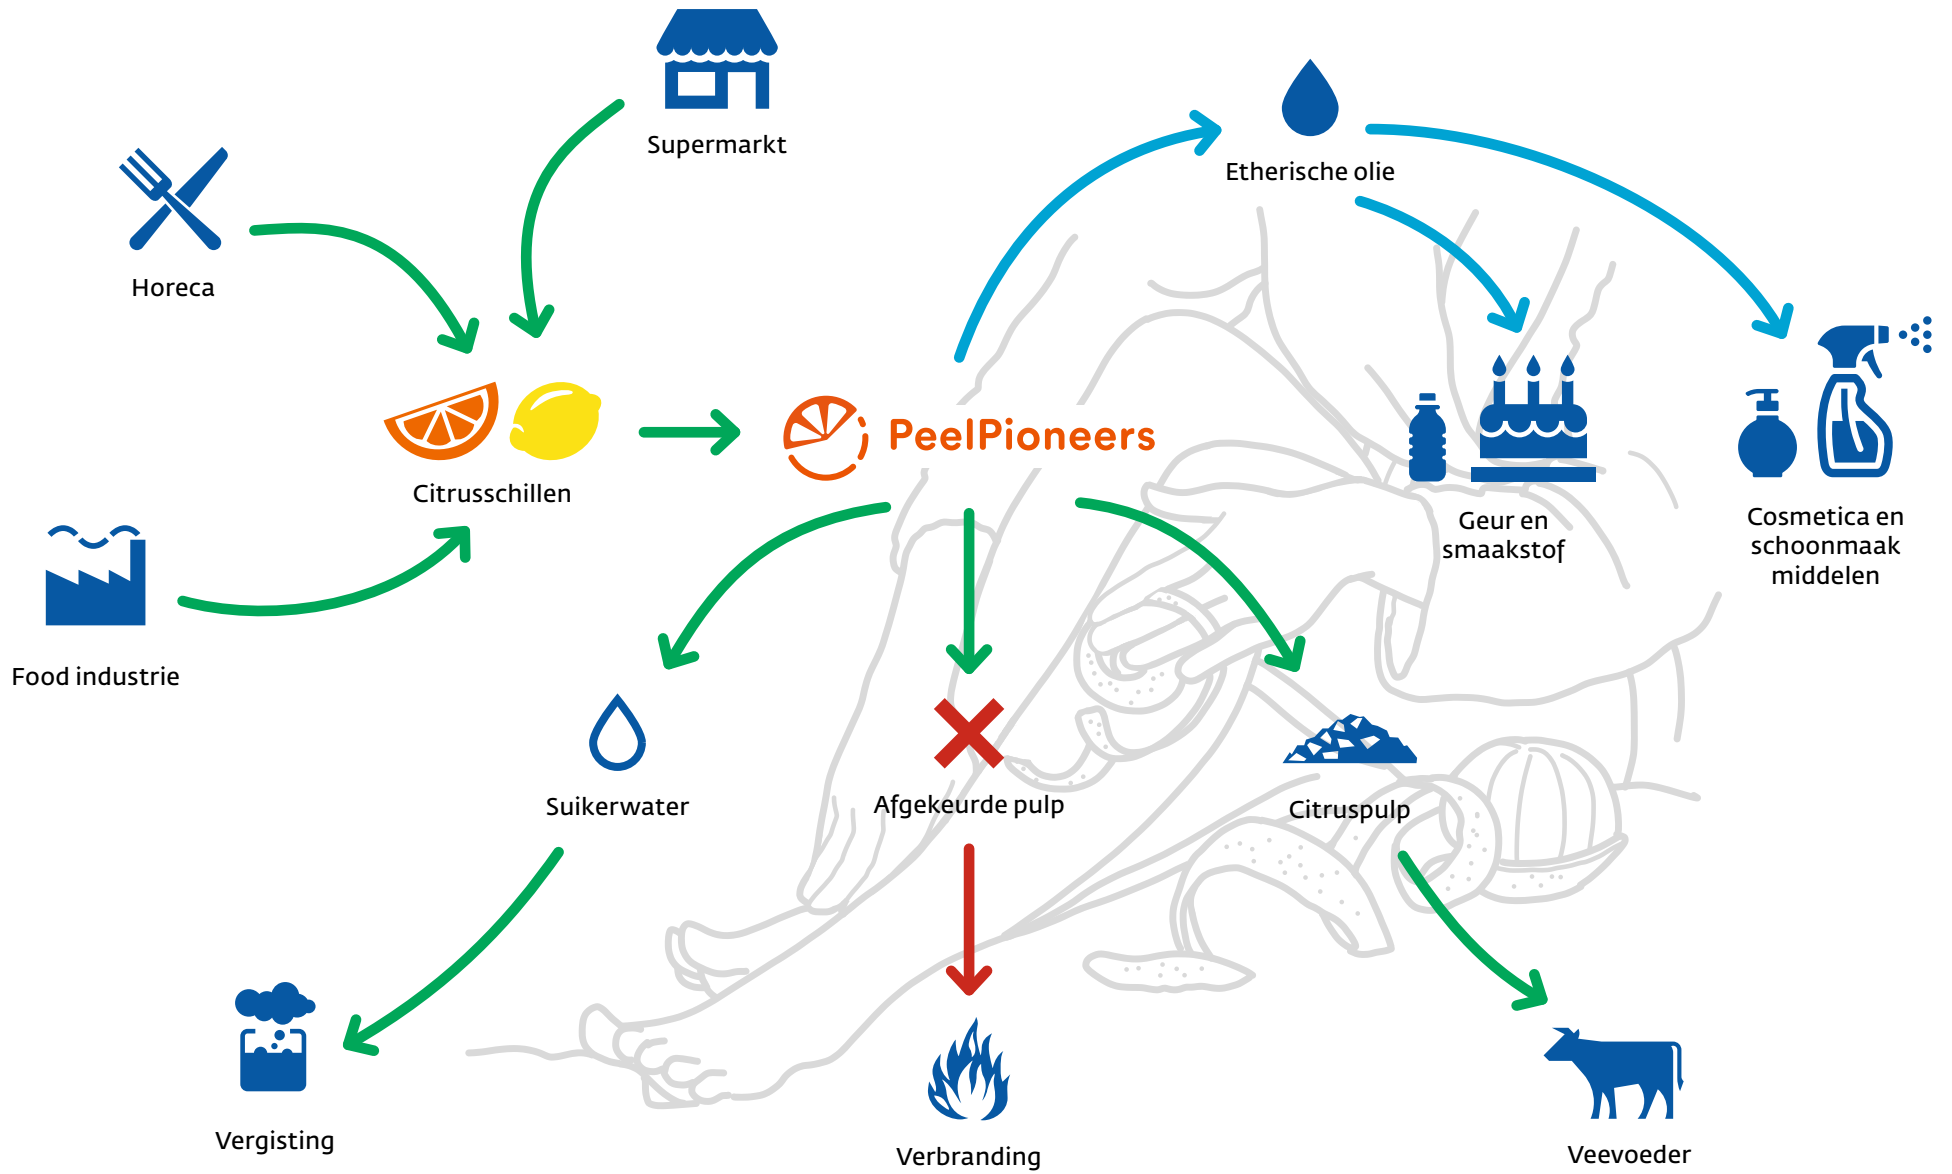 Supermarkt
Etherische olie
Horeca
PeelPioneers
Citrusschillen
Geur en
smaakstof
Cosmetica en
schoonmaak
middelen
Food industrie
Suikerwater
Afgekeurde pulp
Citruspulp
Vergisting
Verbranding
Veevoeder